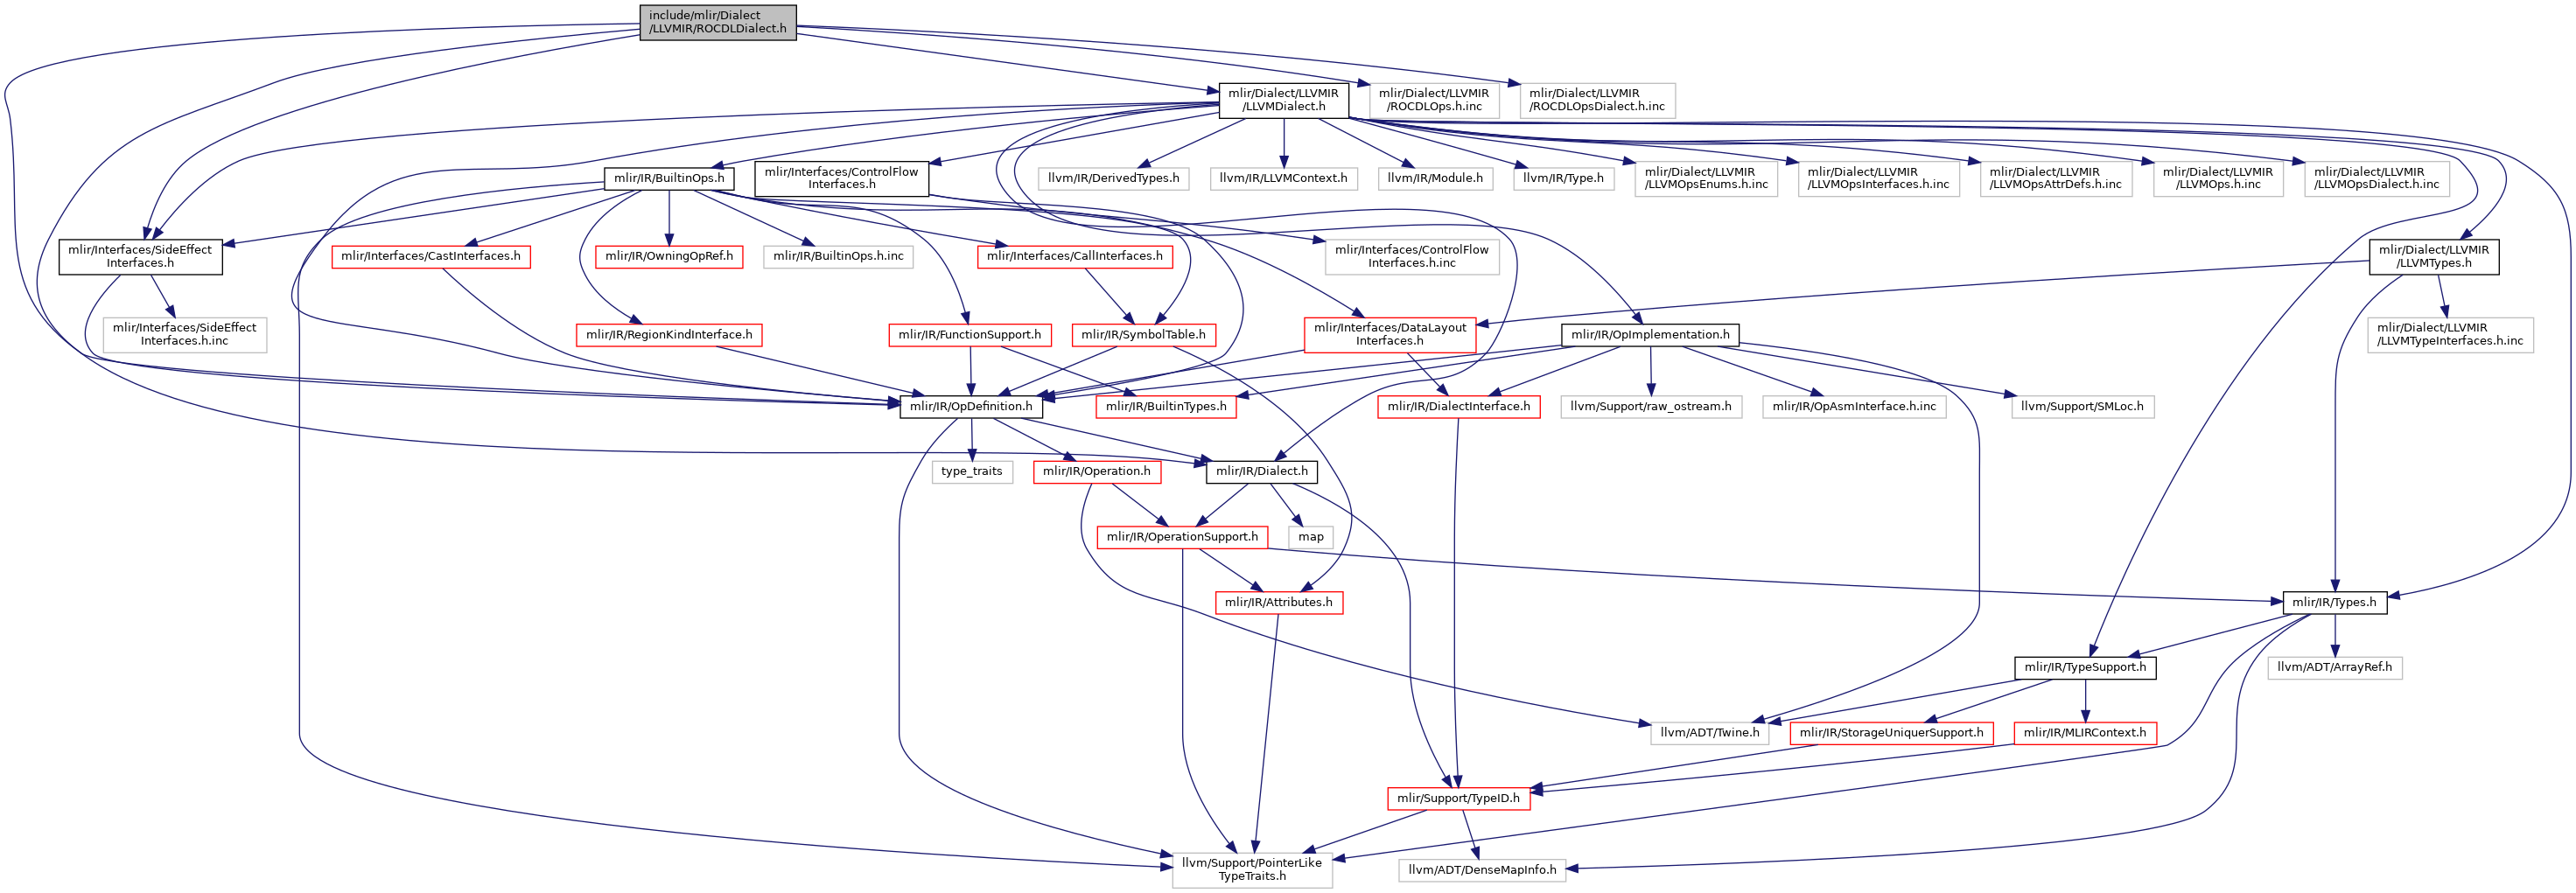 include/mlir/Dialect
/LLVMIR/ROCDLDialect.h
mlir/Dialect/LLVMIR
/LLVMDialect.h
mlir/Dialect/LLVMIR
/ROCDLOps.h.inc
mlir/Dialect/LLVMIR
/ROCDLOpsDialect.h.inc
mlir/IR/BuiltinOps.h
mlir/Interfaces/ControlFlow
Interfaces.h
llvm/IR/DerivedTypes.h
llvm/IR/LLVMContext.h
llvm/IR/Module.h
llvm/IR/Type.h
mlir/Dialect/LLVMIR
/LLVMOpsEnums.h.inc
mlir/Dialect/LLVMIR
/LLVMOpsInterfaces.h.inc
mlir/Dialect/LLVMIR
/LLVMOpsAttrDefs.h.inc
mlir/Dialect/LLVMIR
/LLVMOps.h.inc
mlir/Dialect/LLVMIR
/LLVMOpsDialect.h.inc
mlir/Interfaces/SideEffect
Interfaces.h
mlir/Interfaces/CastInterfaces.h
mlir/IR/OwningOpRef.h
mlir/IR/BuiltinOps.h.inc
mlir/Interfaces/CallInterfaces.h
mlir/Interfaces/ControlFlow
Interfaces.h.inc
mlir/Dialect/LLVMIR
/LLVMTypes.h
mlir/Interfaces/SideEffect
Interfaces.h.inc
mlir/IR/RegionKindInterface.h
mlir/IR/FunctionSupport.h
mlir/IR/SymbolTable.h
mlir/Interfaces/DataLayout
Interfaces.h
mlir/IR/OpImplementation.h
mlir/Dialect/LLVMIR
/LLVMTypeInterfaces.h.inc
mlir/IR/OpDefinition.h
mlir/IR/BuiltinTypes.h
mlir/IR/DialectInterface.h
llvm/Support/raw_ostream.h
mlir/IR/OpAsmInterface.h.inc
llvm/Support/SMLoc.h
type_traits
mlir/IR/Operation.h
mlir/IR/Dialect.h
mlir/IR/OperationSupport.h
map
mlir/IR/Attributes.h
mlir/IR/Types.h
mlir/IR/TypeSupport.h
llvm/ADT/ArrayRef.h
llvm/ADT/Twine.h
mlir/IR/StorageUniquerSupport.h
mlir/IR/MLIRContext.h
mlir/Support/TypeID.h
llvm/Support/PointerLike
TypeTraits.h
llvm/ADT/DenseMapInfo.h